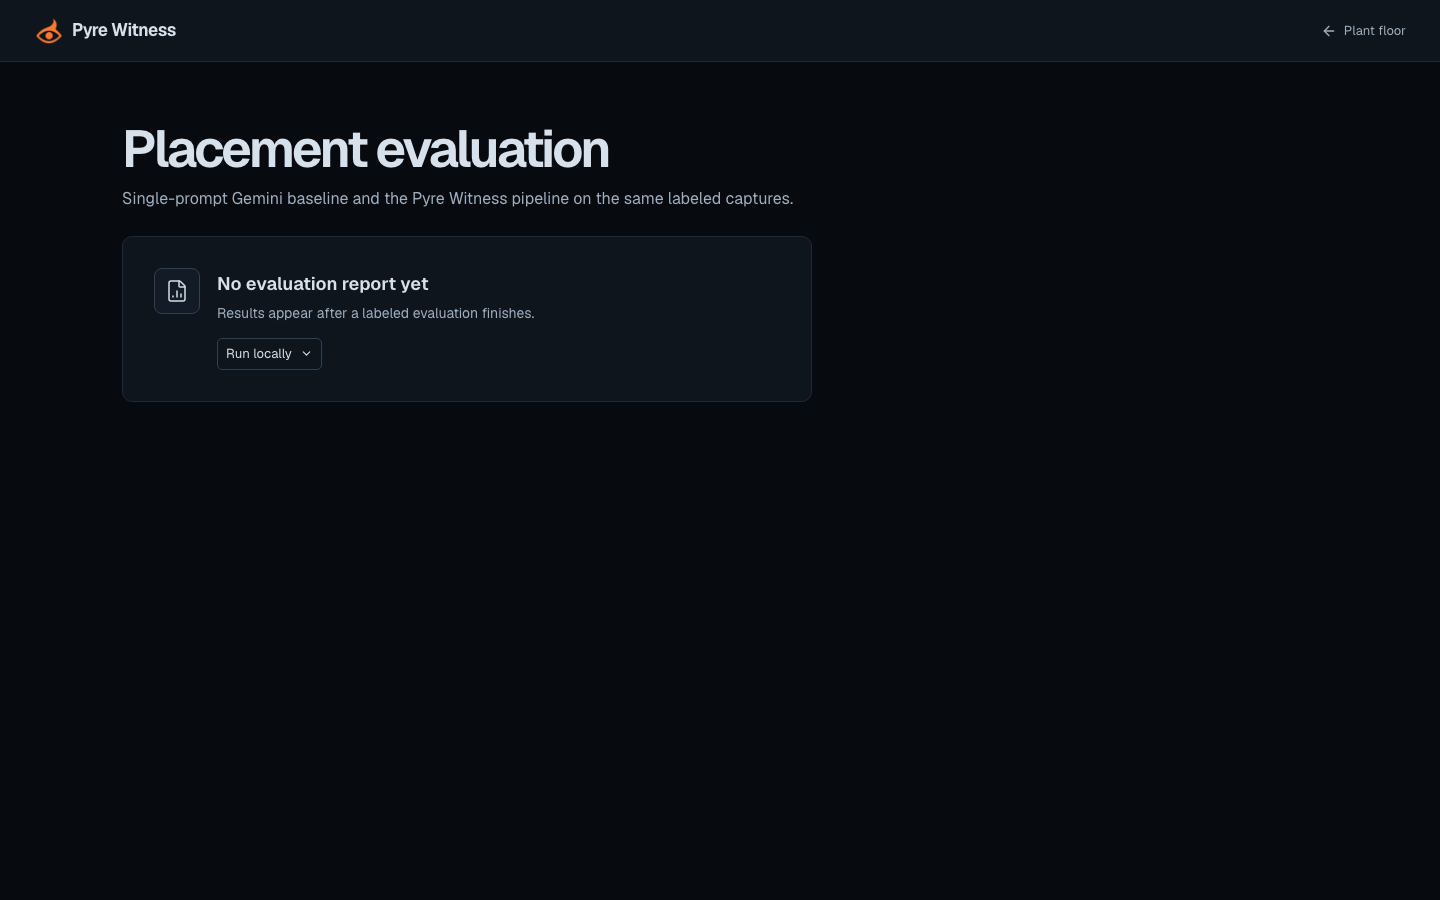 Pyre Witness
Plant floor
Placement evaluation
Single-prompt Gemini baseline and the Pyre Witness pipeline on the same labeled captures.
No evaluation report yet
Results appear after a labeled evaluation finishes.
Run locally